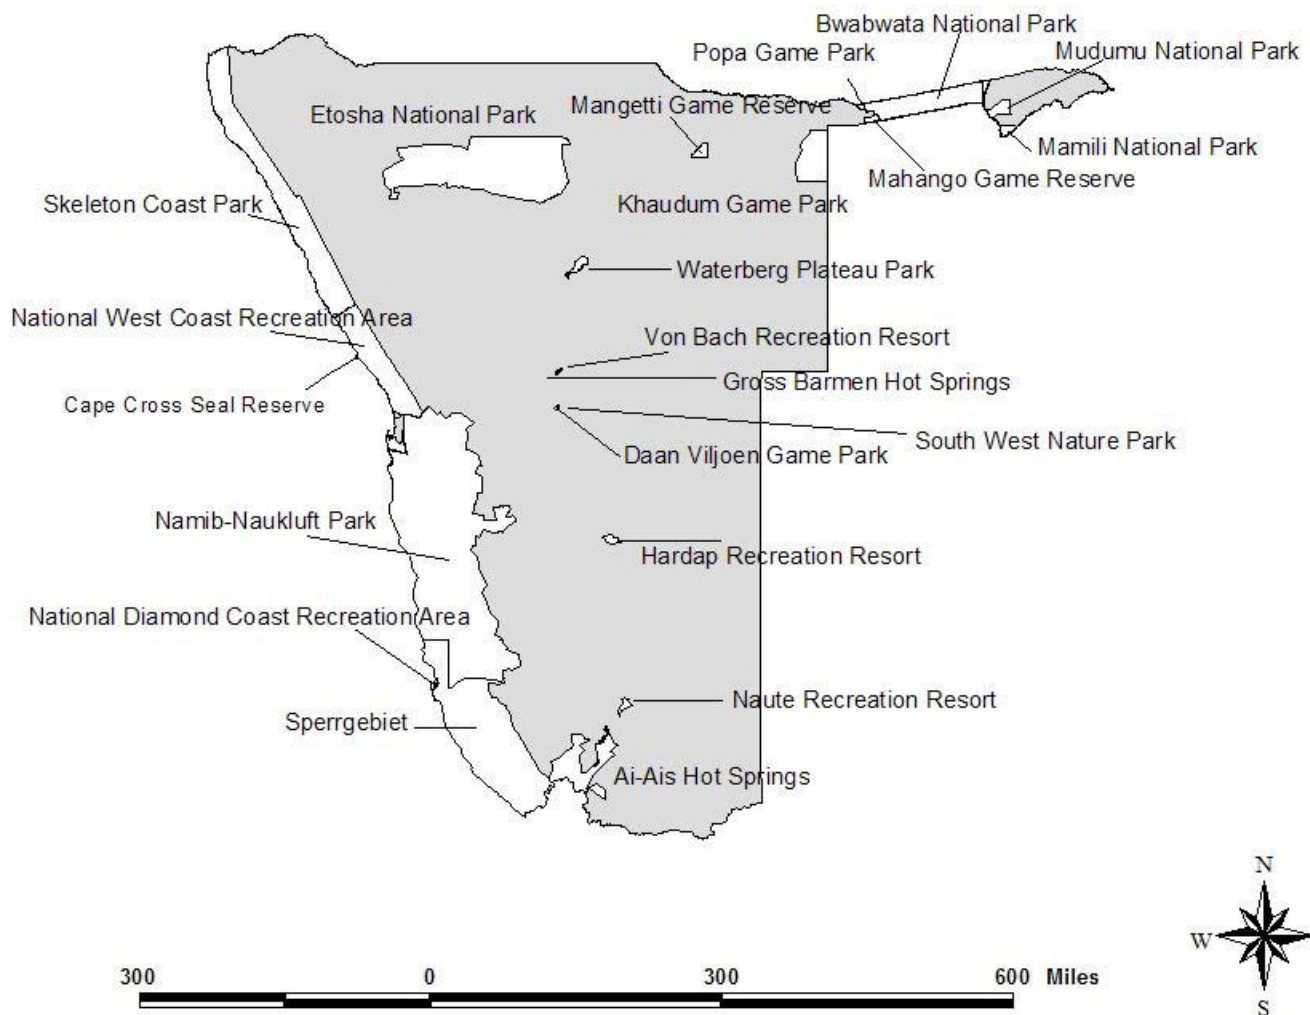 Bwabwata National Park
Popa Game Park
Mudumu National Park
Mangetti Game Reserve
Etosha National Park
Mamili National Park
Mahango Game Reserve
Skeleton Coast Park
Khaudum Game Park
Waterberg Plateau Park
National West Coast Recreation Area
Von Bach Recreation Resort
Gross Barmen Hot Springs
Cape Cross Seal Reserve
South West Nature Park
Daan Viljoen Game Park
Namib-Naukluft Park
Hardap Recreation Resort
National Diamond Coast Recreation Area
Naute Recreation Resort
Sperrgebiet
Ai-Ais Hot Springs
N
W
S
300 0 300 600 Miles